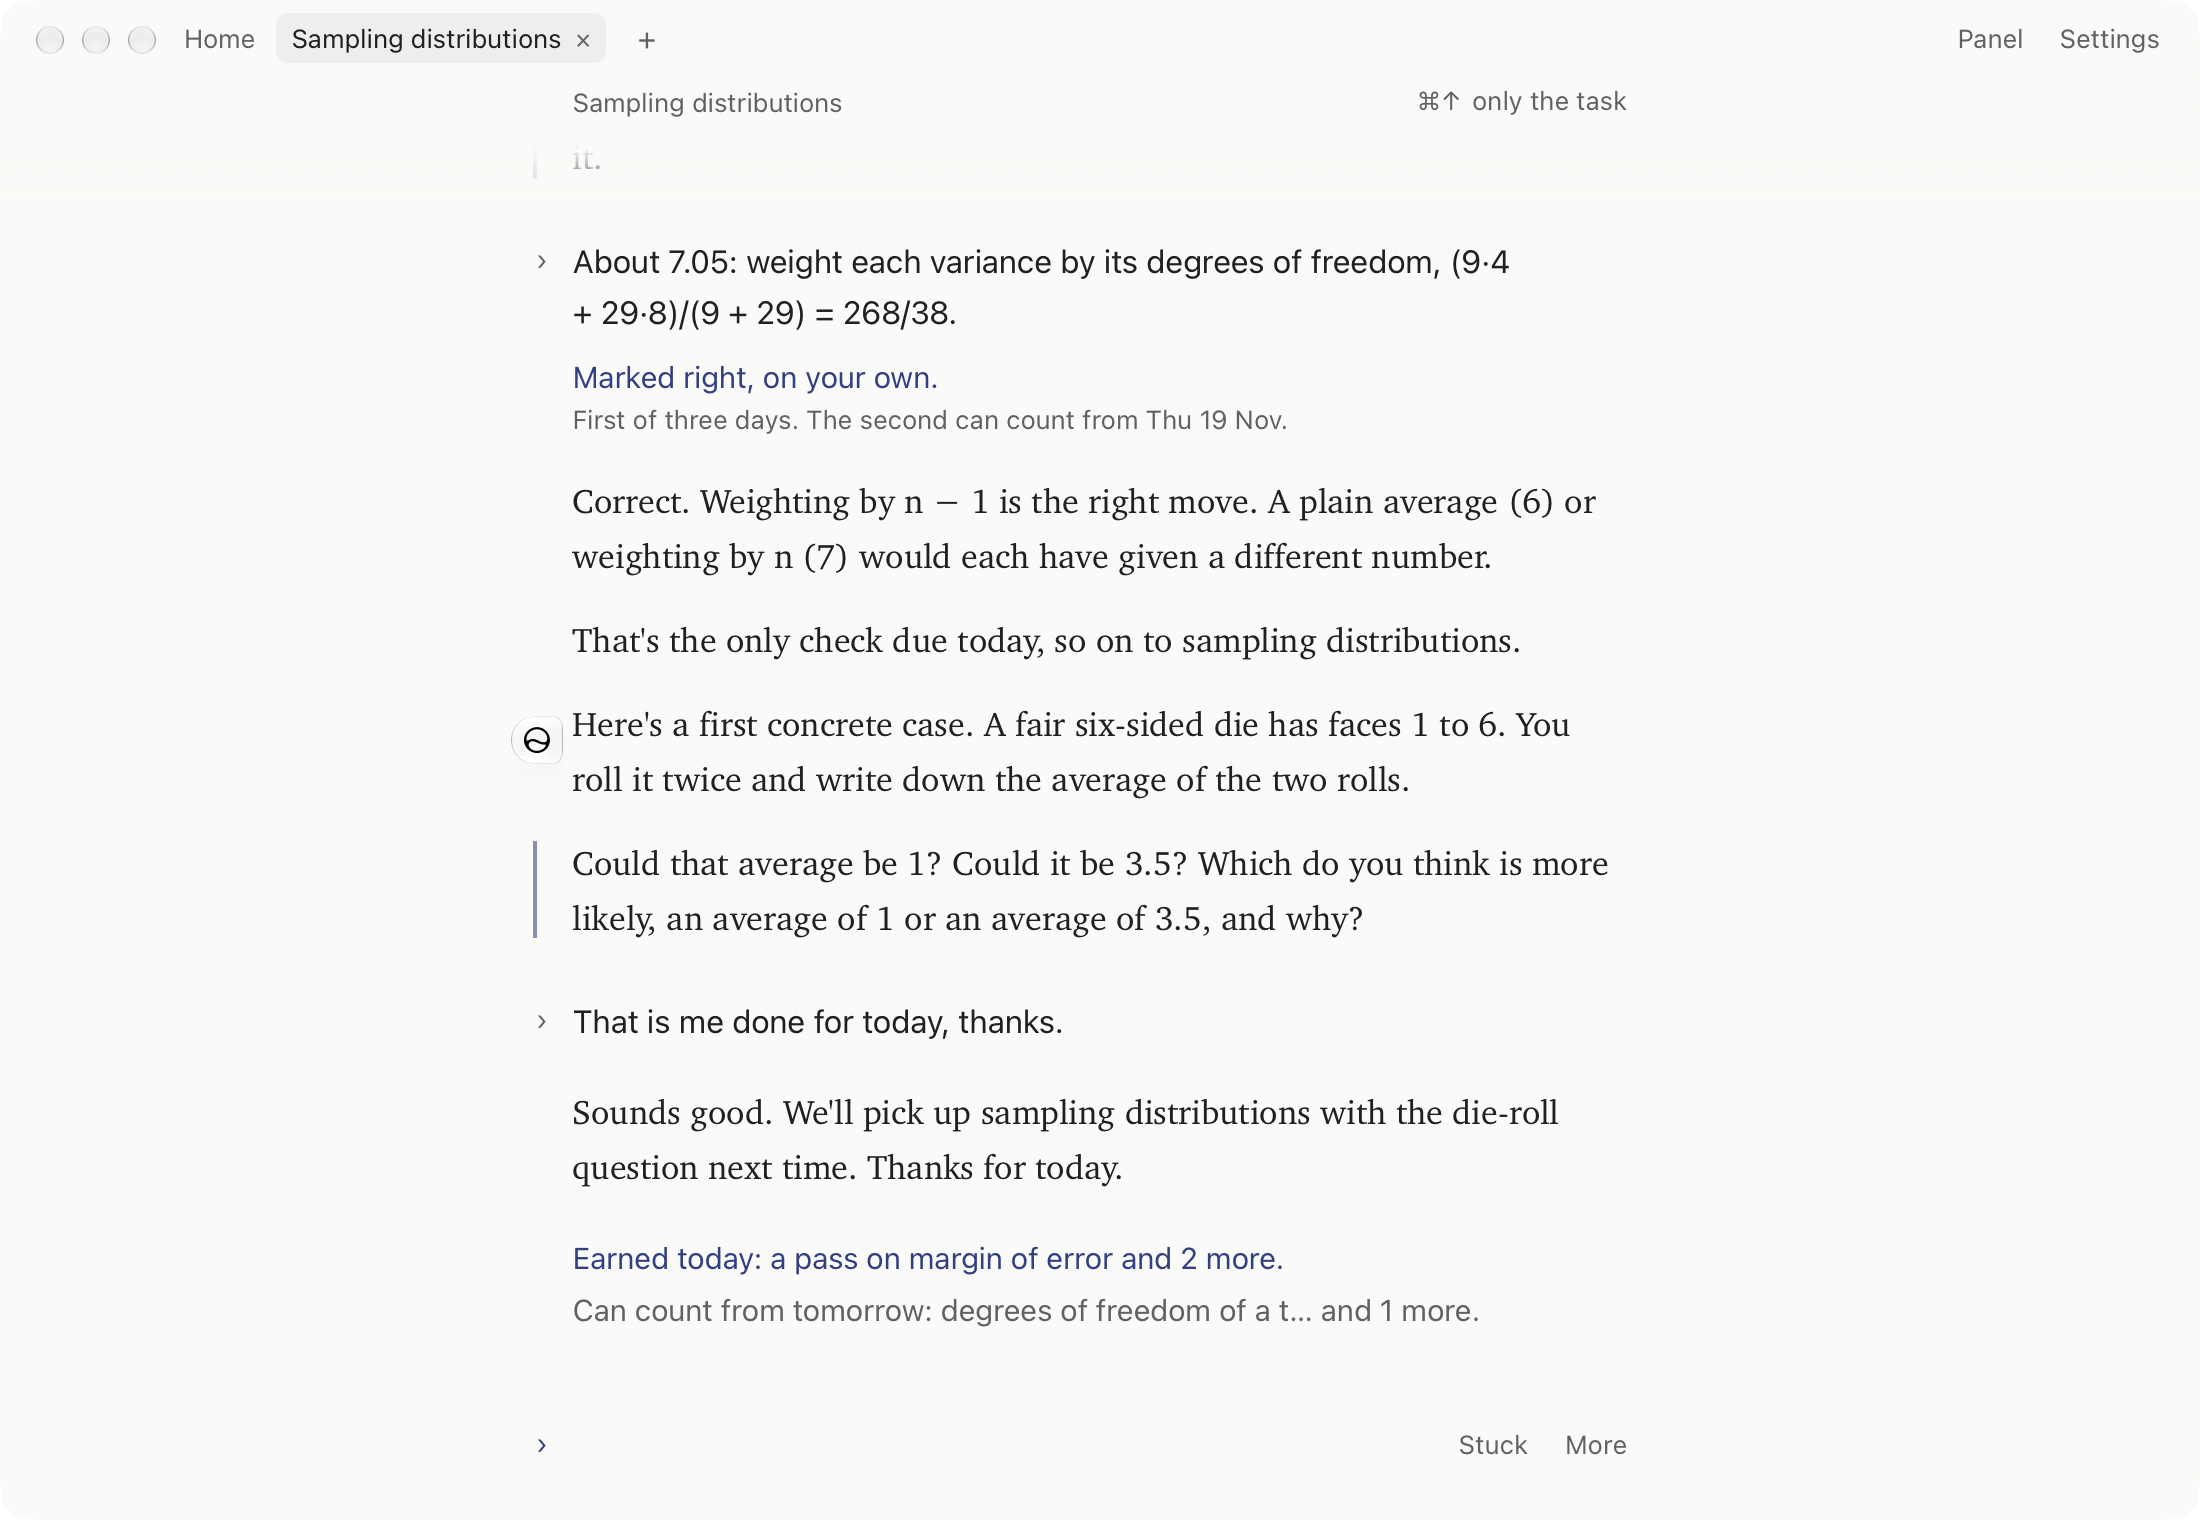 Home Sampling distributions × + Panel Settings
Sampling distributions ⌘↑ only the task
it.
› About 7.05: weight each variance by its degrees of freedom, (9·4
+ 29·8)/(9 + 29) = 268/38.
Marked right, on your own.
First of three days. The second can count from Thu 19 Nov.
Correct. Weighting by n − 1 is the right move. A plain average (6) or
weighting by n (7) would each have given a different number.
That's the only check due today, so on to sampling distributions.
Here's a first concrete case. A fair six-sided die has faces 1 to 6. You
roll it twice and write down the average of the two rolls.
Could that average be 1? Could it be 3.5? Which do you think is more
likely, an average of 1 or an average of 3.5, and why?
› That is me done for today, thanks.
Sounds good. We'll pick up sampling distributions with the die-roll
question next time. Thanks for today.
Earned today: a pass on margin of error and 2 more.
Can count from tomorrow: degrees of freedom of a t... and 1 more.
› Stuck More